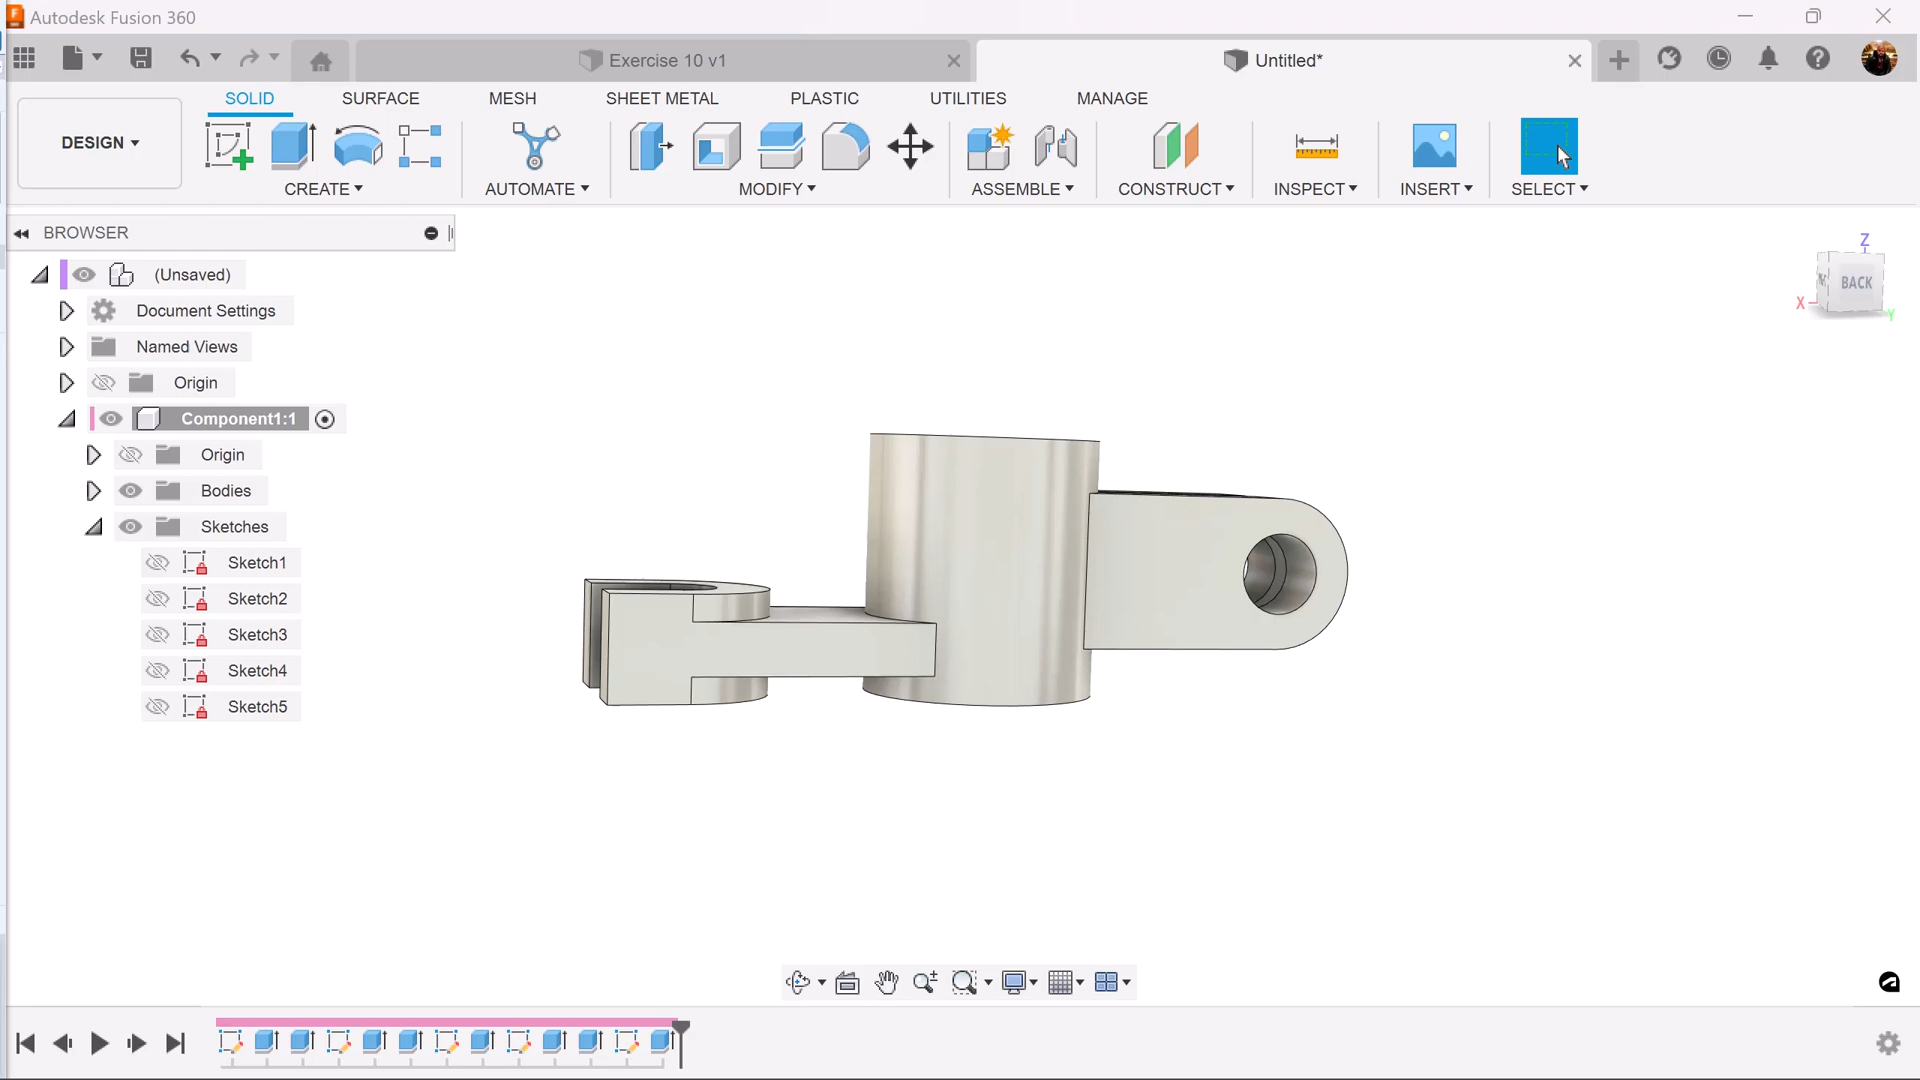 Autodesk Fusion 360
Exercise 10 v1
Untitled*
DESIGN
SOLID
SURFACE
MESH
SHEET METAL
PLASTIC
UTILITIES
MANAGE
CREATE
AUTOMATE
MODIFY
ASSEMBLE
CONSTRUCT
INSPECT
INSERT
SELECT
BROWSER
(Unsaved)
Document Settings
Named Views
Origin
Component1:1
Origin
Bodies
Sketches
Sketch1
Sketch2
Sketch3
Sketch4
Sketch5
Z
BACK
X
Y